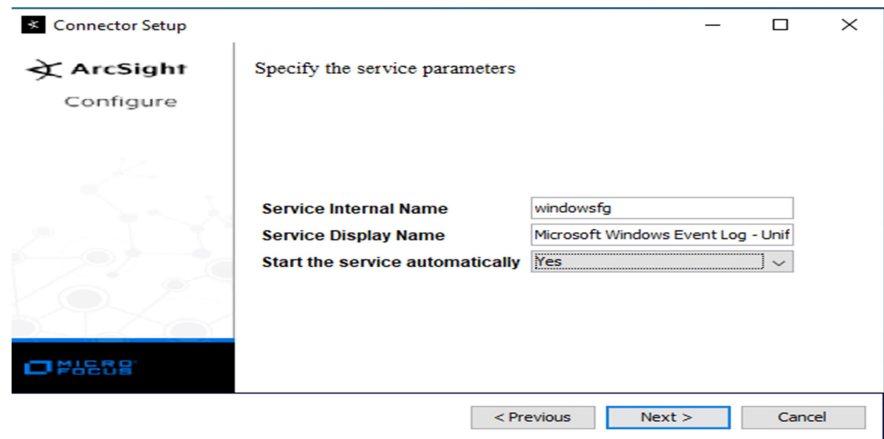 Connector Setup
ArcSight
Configure
Specify the service parameters
Service Internal Name windowsfg
Service Display Name Microsoft Windows Event Log - Unif
Start the service automatically Yes
MICRO
FOCUS
< Previous Next > Cancel